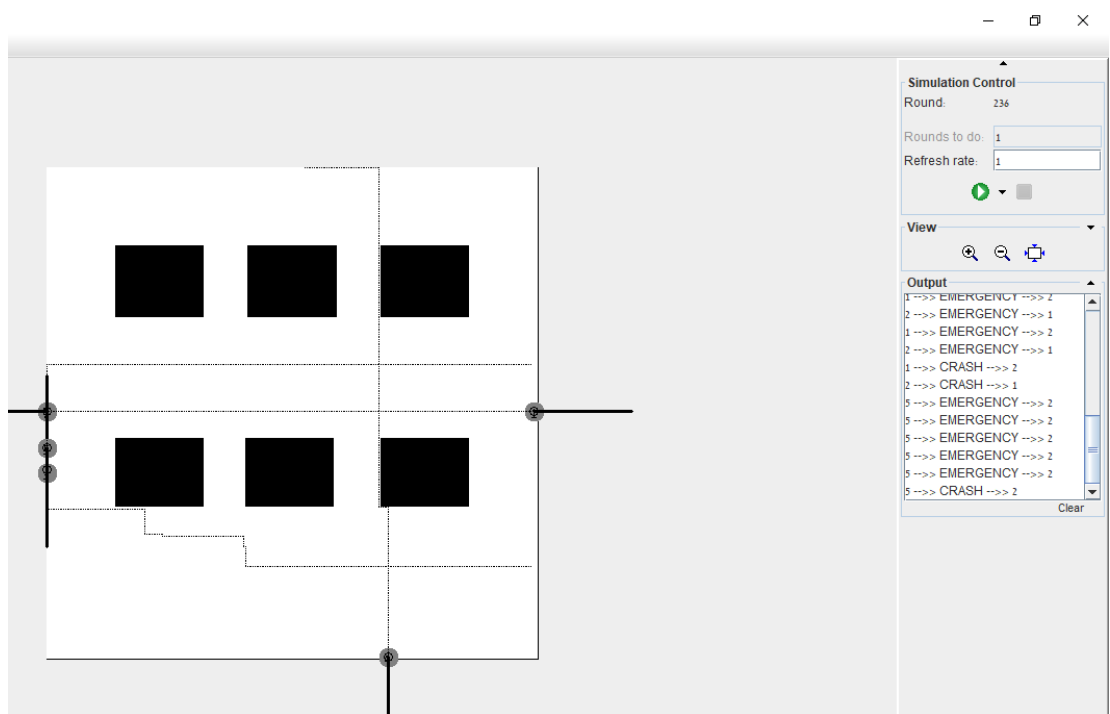 Simulation Control
Round: 236
Rounds to do: 1
Refresh rate: 1
View
Output
1 -->> EMERGENCY -->> 2
2 -->> EMERGENCY -->> 1
1 -->> EMERGENCY -->> 2
2 -->> EMERGENCY -->> 1
1 -->> CRASH -->> 2
2 -->> CRASH -->> 1
5 -->> EMERGENCY -->> 2
5 -->> EMERGENCY -->> 2
5 -->> EMERGENCY -->> 2
5 -->> EMERGENCY -->> 2
5 -->> EMERGENCY -->> 2
5 -->> CRASH -->> 2
Clear